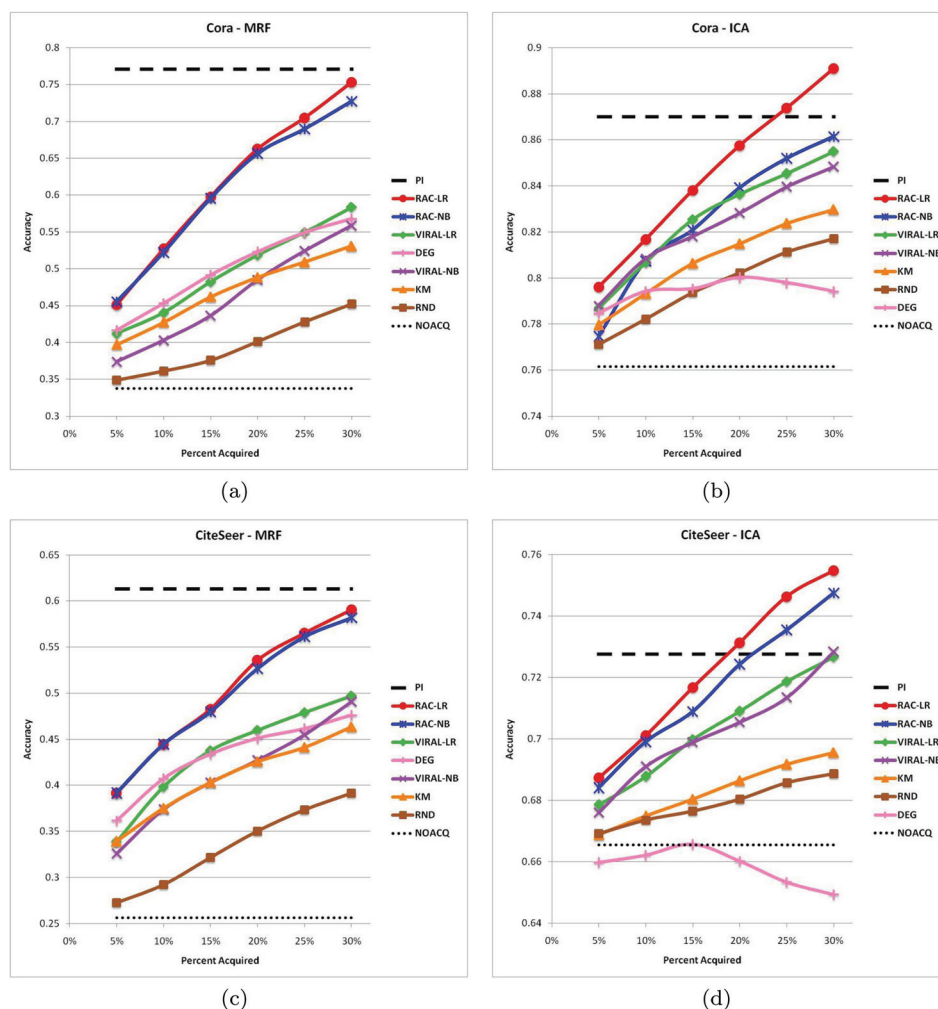 Cora - MRF
0.8
0.75
0.7
0.65
0.6
0.55
0.5
0.45
0.4
0.35
0.3
Accuracy
0%
5%
10%
15%
20%
25%
30%
Percent Acquired
PI
RAC-LR
RAC-NB
VIRAL-LR
DEG
VIRAL-NB
KM
RND
NOACQ
(a)
Cora - ICA
0.9
0.88
0.86
0.84
0.82
0.8
0.78
0.76
0.74
Accuracy
0%
5%
10%
15%
20%
25%
30%
Percent Acquired
PI
RAC-LR
RAC-NB
VIRAL-LR
VIRAL-NB
KM
RND
DEG
NOACQ
(b)
CiteSeer - MRF
0.65
0.6
0.55
0.5
0.45
0.4
0.35
0.3
0.25
Accuracy
0%
5%
10%
15%
20%
25%
30%
Percent Acquired
PI
RAC-LR
RAC-NB
VIRAL-LR
DEG
VIRAL-NB
KM
RND
NOACQ
(c)
CiteSeer - ICA
0.76
0.74
0.72
0.7
0.68
0.66
0.64
Accuracy
0%
5%
10%
15%
20%
25%
30%
Percent Acquired
PI
RAC-LR
RAC-NB
VIRAL-LR
VIRAL-NB
KM
RND
DEG
NOACQ
(d)